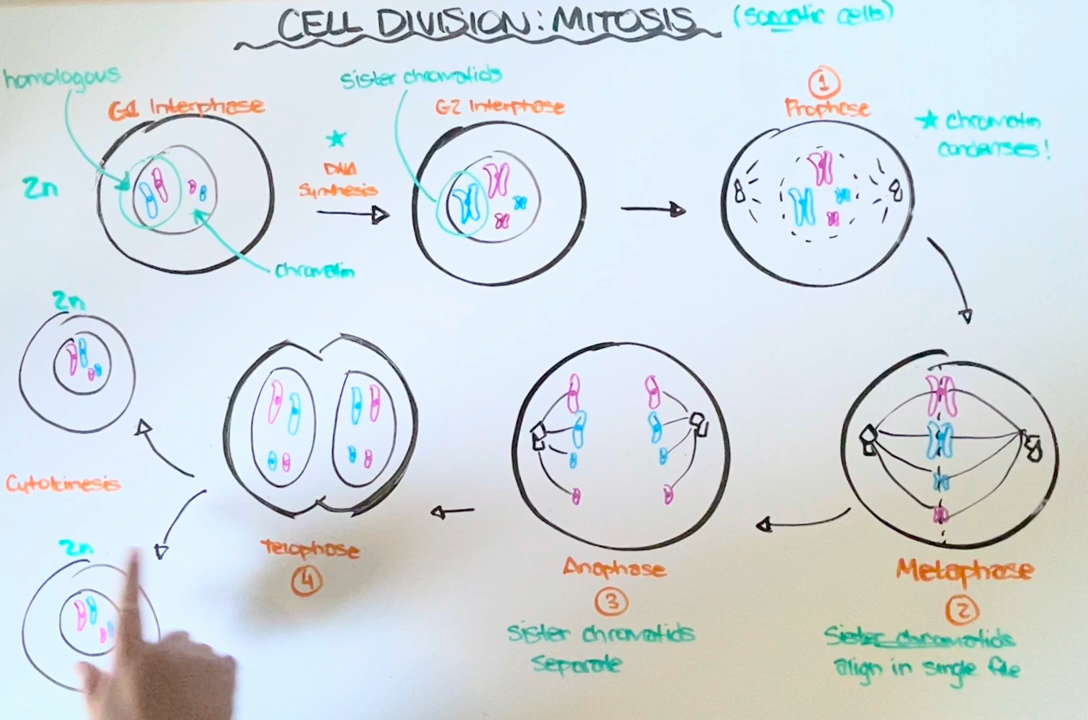 CELL DIVISION: MITOSIS (somatic cells)
homologous
G1 Interphase
2n
chromatin
DNA
Synthesis
sister chromatids
G2 Interphase
1
Prophase
chromatin
condenses!
Metaphase
2
Sister chromatids
align in single file
Anaphase
3
sister chromatids
separate
Telophase
4
Cytokinesis
2n
2n